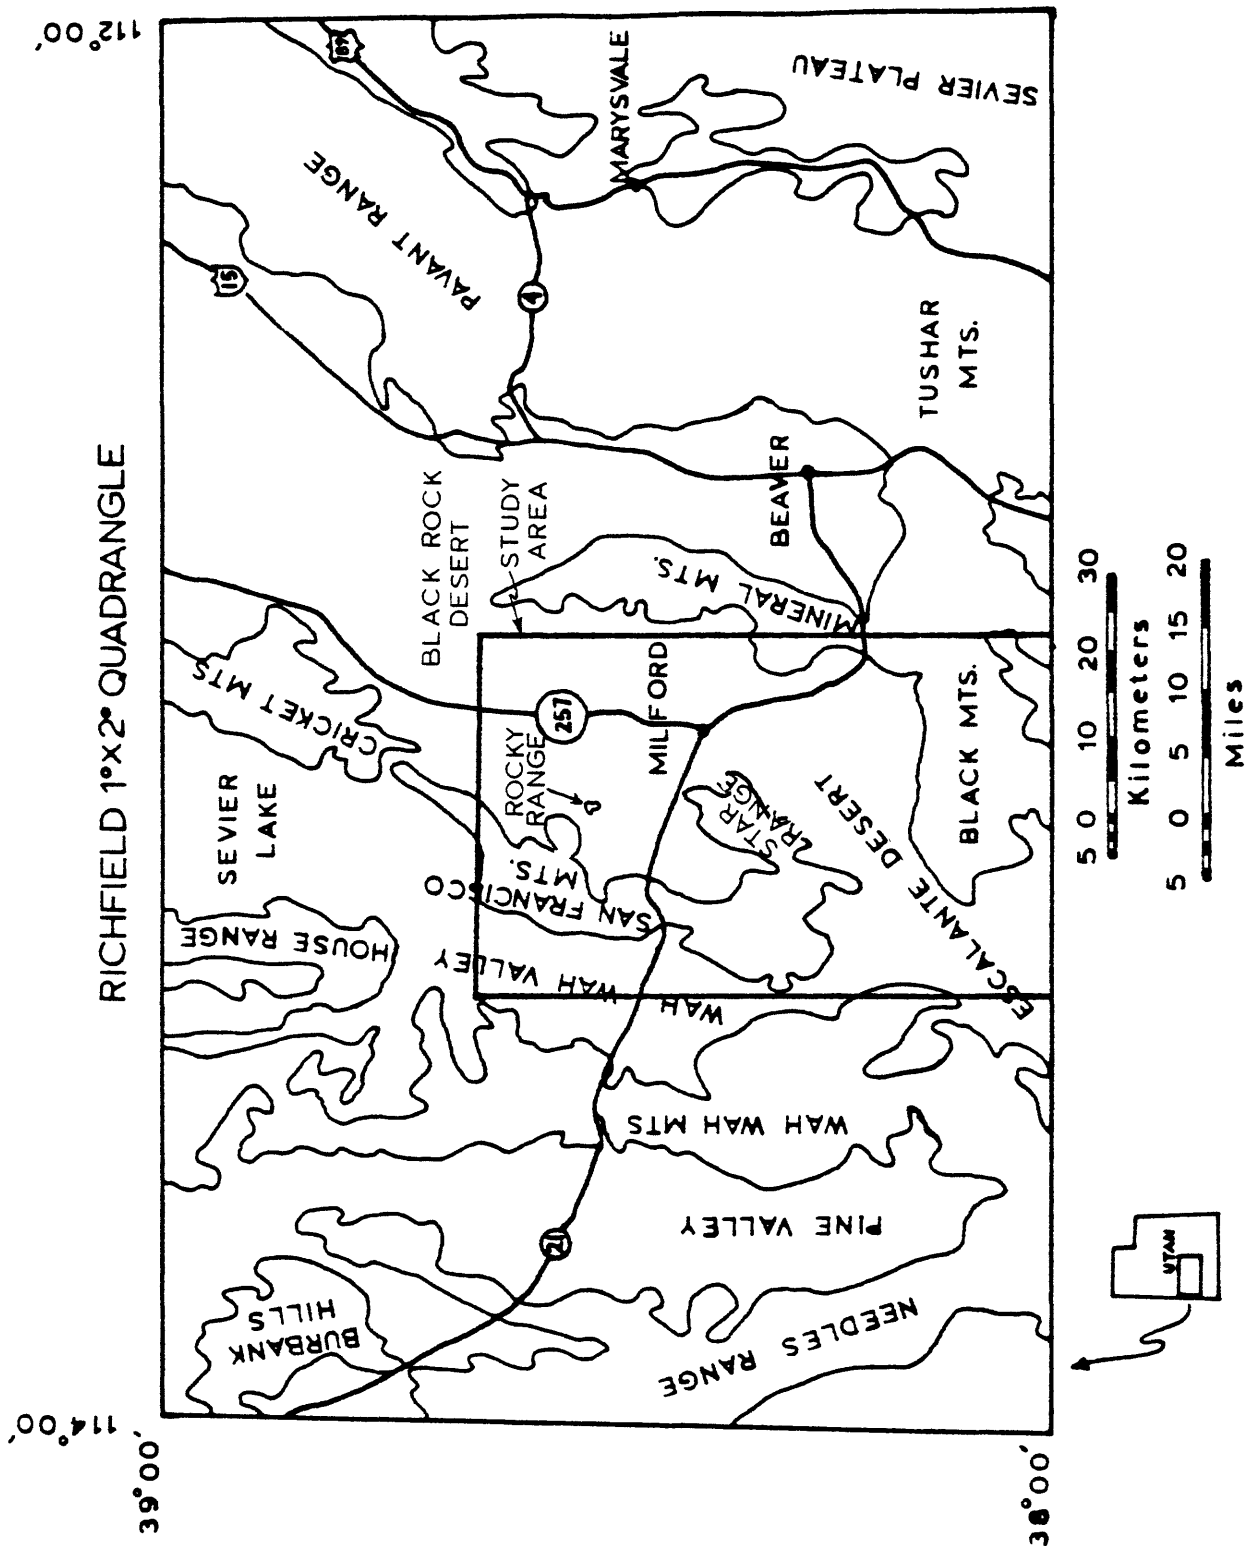 RICHFIELD 1°X2° QUADRANGLE
114°00'
112°00'
39°00'
38°00'
BURBANK
HILLS
HOUSE RANGE
SEVIER
LAKE
CRICKET MTS
15
PAVANT RANGE
89
BLACK ROCK
DESERT
STUDY
AREA
21
WAH WAH VALLEY
SAN FRANCISCO
MTS.
ROCKY
RANGE
257
4
MARYSVALE
NEEDLES RANGE
PINE VALLEY
WAH WAH MTS
STAR
RANGE
MILFORD
MINERAL MTS.
BEAVER
SEVIER PLATEAU
ESCALANTE DESERT
BLACK MTS.
TUSHAR
MTS.
UTAH
5 0 10 20 30
Kilometers
5 0 5 10 15 20
Miles